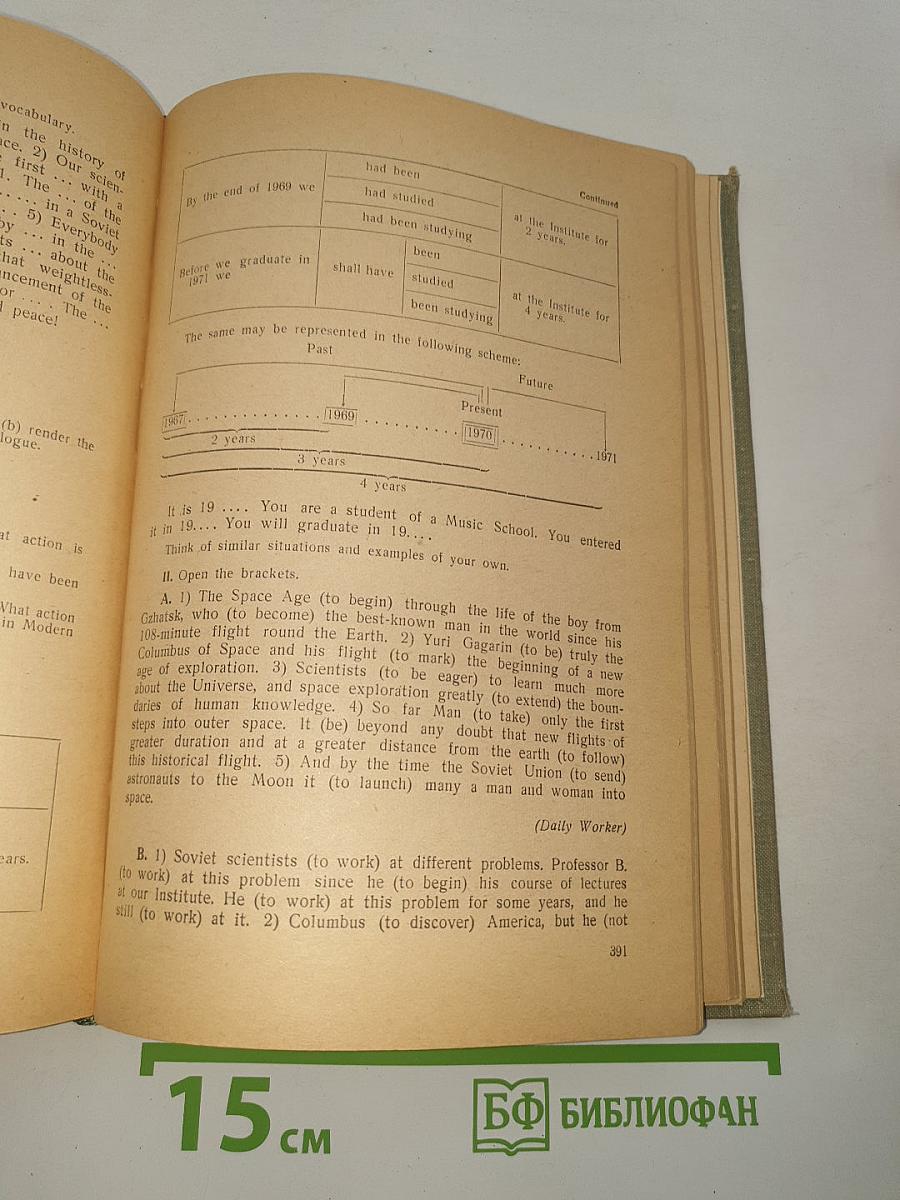 vocabulary.
in the history of
ace. 2) Our scien-
first ... with a
1. The ... of the
..... in a Soviet
. . 5) Everybody
by ... in the ...
ts ... about the
that weightless-
ncement of the
or .... The ...
d peace!
(b) render the
logue.
at action is
have been
What action
in Modern
ears.
Continued
By the end of 1969 we
had been
had studied
had been studying
at the Institute for
2 years.
Before we graduate in
1971 we
shall have
been
studied
been studying
at the Institute for
4 years.
The same may be represented in the following scheme:
Past
Future
Present
1967
1969
1970
1971
2 years
3 years
4 years
It is 19 .... You are a student of a Music School. You entered
it in 19.... You will graduate in 19....
Think of similar situations and examples of your own.
II. Open the brackets.
A. 1) The Space Age (to begin) through the life of the boy from
Gzhatsk, who (to become) the best-known man in the world since his
108-minute flight round the Earth. 2) Yuri Gagarin (to be) truly the
Columbus of Space and his flight (to mark) the beginning of a new
age of exploration. 3) Scientists (to be eager) to learn much more
about the Universe, and space exploration greatly (to extend) the boun-
daries of human knowledge. 4) So far Man (to take) only the first
steps into outer space. It (be) beyond any doubt that new flights of
greater duration and at a greater distance from the earth (to follow)
this historical flight. 5) And by the time the Soviet Union (to send)
astronauts to the Moon it (to launch) many a man and woman into
space.
(Daily Worker)
B. 1) Soviet scientists (to work) at different problems. Professor B.
(to work) at this problem since he (to begin) his course of lectures
at our Institute. He (to work) at this problem for some years, and he
still (to work) at it. 2) Columbus (to discover) America, but he (not
391
15 см
БФ БИБЛИОФАН